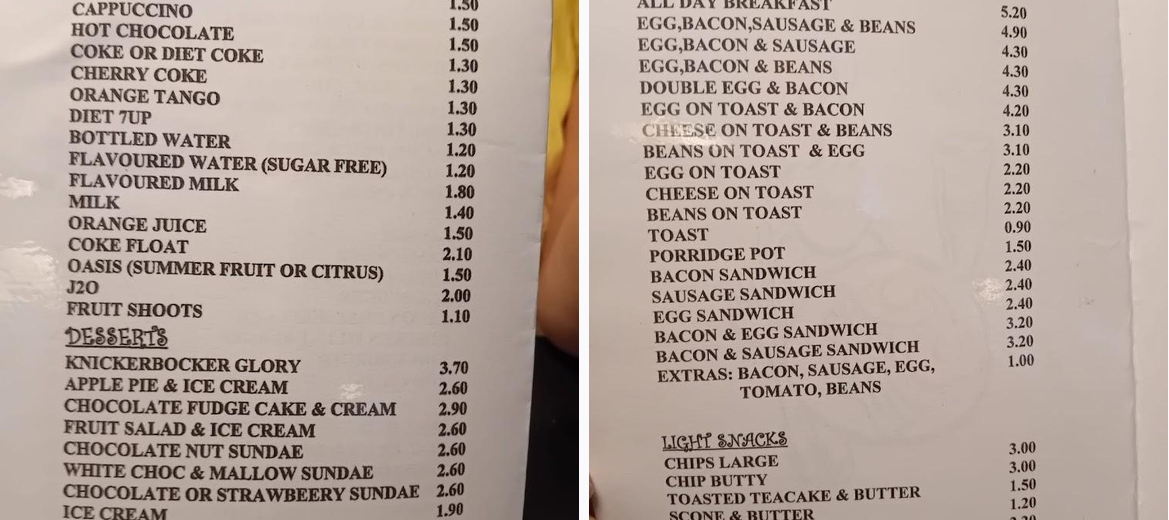 1.50
CAPPUCCINO 1.50
HOT CHOCOLATE 1.50
COKE OR DIET COKE 1.30
CHERRY COKE 1.30
ORANGE TANGO 1.30
DIET 7UP 1.30
BOTTLED WATER 1.20
FLAVOURED WATER (SUGAR FREE) 1.20
FLAVOURED MILK 1.80
MILK 1.40
ORANGE JUICE 1.50
COKE FLOAT 2.10
OASIS (SUMMER FRUIT OR CITRUS) 1.50
J2O 2.00
FRUIT SHOOTS 1.10
DESSERTS
KNICKERBOCKER GLORY 3.70
APPLE PIE & ICE CREAM 2.60
CHOCOLATE FUDGE CAKE & CREAM 2.90
FRUIT SALAD & ICE CREAM 2.60
CHOCOLATE NUT SUNDAE 2.60
WHITE CHOC & MALLOW SUNDAE 2.60
CHOCOLATE OR STRAWBEERY SUNDAE 2.60
ICE CREAM 1.90
ALL DAY BREAKFAST 5.20
EGG,BACON,SAUSAGE & BEANS 4.90
EGG,BACON & SAUSAGE 4.30
EGG,BACON & BEANS 4.30
DOUBLE EGG & BACON 4.30
EGG ON TOAST & BACON 4.20
CHEESE ON TOAST & BEANS 3.10
BEANS ON TOAST & EGG 3.10
EGG ON TOAST 2.20
CHEESE ON TOAST 2.20
BEANS ON TOAST 2.20
TOAST 0.90
PORRIDGE POT 1.50
BACON SANDWICH 2.40
SAUSAGE SANDWICH 2.40
EGG SANDWICH 2.40
BACON & EGG SANDWICH 3.20
BACON & SAUSAGE SANDWICH 3.20
EXTRAS: BACON, SAUSAGE, EGG, 1.00
TOMATO, BEANS
LIGHT SNACKS
CHIPS LARGE 3.00
CHIP BUTTY 3.00
TOASTED TEACAKE & BUTTER 1.50
SCONE & BUTTER 1.20